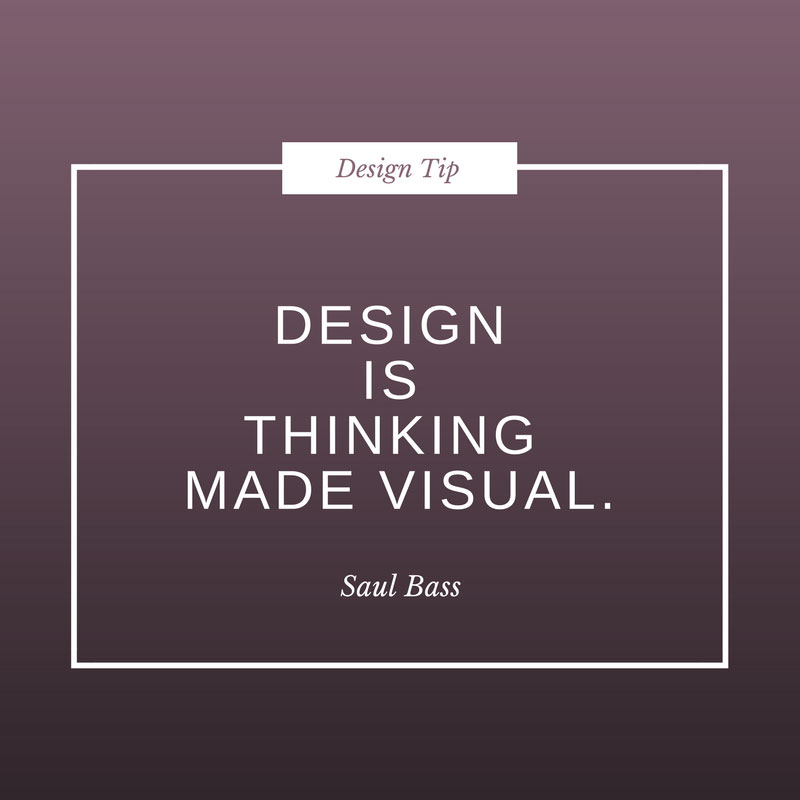 Design Tip
DESIGN
IS
THINKING
MADE VISUAL.
Saul Bass